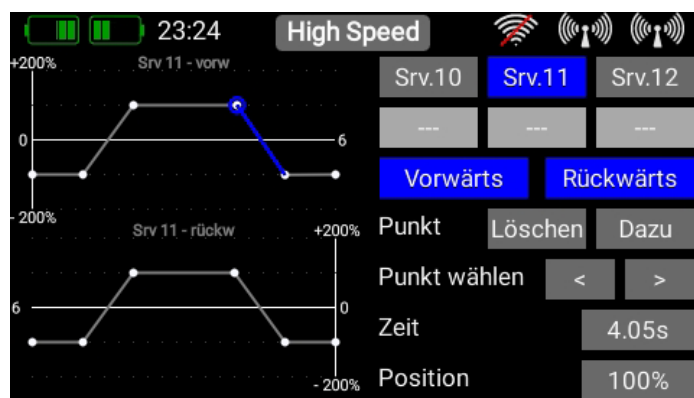 23:24 High Speed
+200% Srv 11 - vorw
0 6
- 200%
Srv 11 - rückw +200%
6 0
- 200%
Srv.10 Srv.11 Srv.12
--- --- ---
Vorwärts Rückwärts
Punkt Löschen Dazu
Punkt wählen < >
Zeit 4.05s
Position 100%